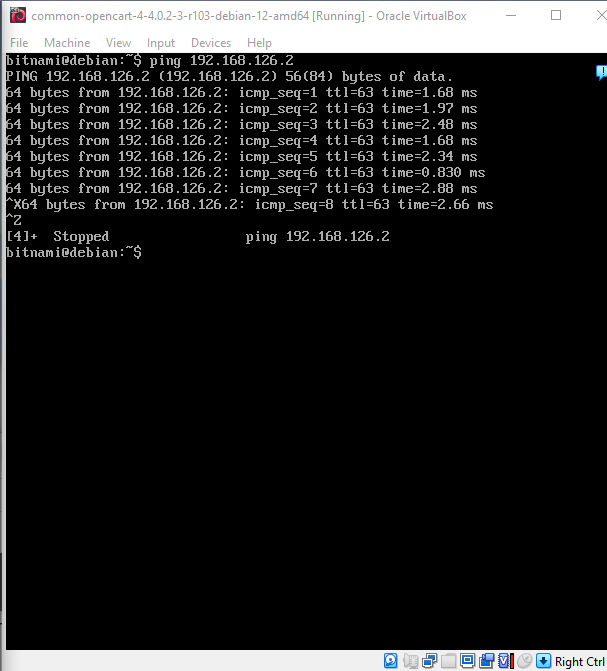 common-opencart-4-4.0.2-3-r103-debian-12-amd64 [Running] - Oracle VirtualBox
File Machine View Input Devices Help
bitnami@debian:~$ ping 192.168.126.2
PING 192.168.126.2 (192.168.126.2) 56(84) bytes of data.
64 bytes from 192.168.126.2: icmp_seq=1 ttl=63 time=1.68 ms
64 bytes from 192.168.126.2: icmp_seq=2 ttl=63 time=1.97 ms
64 bytes from 192.168.126.2: icmp_seq=3 ttl=63 time=2.48 ms
64 bytes from 192.168.126.2: icmp_seq=4 ttl=63 time=1.68 ms
64 bytes from 192.168.126.2: icmp_seq=5 ttl=63 time=2.34 ms
64 bytes from 192.168.126.2: icmp_seq=6 ttl=63 time=0.830 ms
64 bytes from 192.168.126.2: icmp_seq=7 ttl=63 time=2.88 ms
^X64 bytes from 192.168.126.2: icmp_seq=8 ttl=63 time=2.66 ms
^Z
[4]+  Stopped                 ping 192.168.126.2
bitnami@debian:~$
Right Ctrl